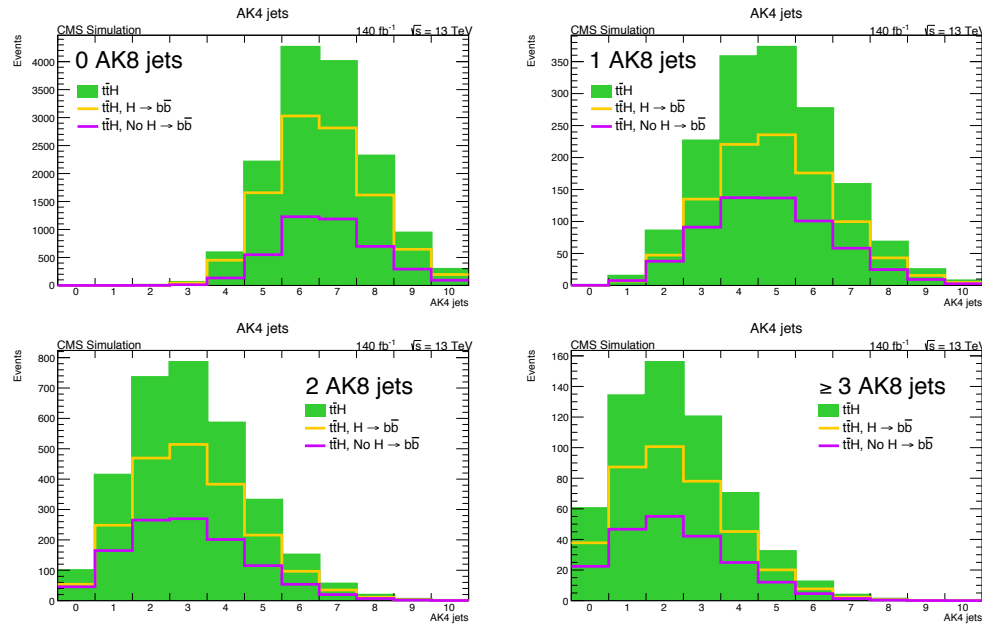 AK4 jets
CMS Simulation 140 fb⁻¹ √s = 13 TeV
Events
0 AK8 jets
tt̄H
tt̄H, H → bb̄
tt̄H, No H → bb̄
4000
3500
3000
2500
2000
1500
1000
500
0
0 1 2 3 4 5 6 7 8 9 10
AK4 jets
AK4 jets
CMS Simulation 140 fb⁻¹ √s = 13 TeV
Events
1 AK8 jets
tt̄H
tt̄H, H → bb̄
tt̄H, No H → bb̄
350
300
250
200
150
100
50
0
0 1 2 3 4 5 6 7 8 9 10
AK4 jets
AK4 jets
CMS Simulation 140 fb⁻¹ √s = 13 TeV
Events
2 AK8 jets
tt̄H
tt̄H, H → bb̄
tt̄H, No H → bb̄
800
700
600
500
400
300
200
100
0
0 1 2 3 4 5 6 7 8 9 10
AK4 jets
AK4 jets
CMS Simulation 140 fb⁻¹ √s = 13 TeV
Events
≥ 3 AK8 jets
tt̄H
tt̄H, H → bb̄
tt̄H, No H → bb̄
160
140
120
100
80
60
40
20
0
0 1 2 3 4 5 6 7 8 9 10
AK4 jets